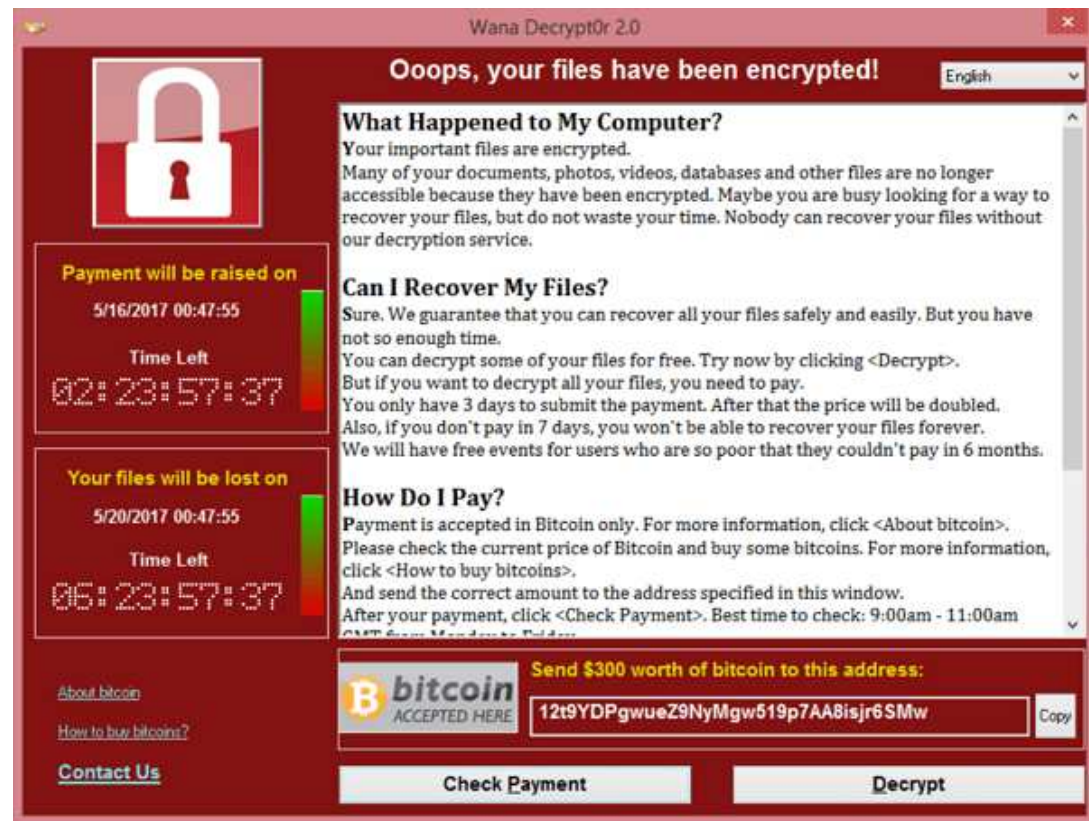 Wana Decrypt0r 2.0
Ooops, your files have been encrypted!
English
What Happened to My Computer?
Your important files are encrypted.
Many of your documents, photos, videos, databases and other files are no longer
accessible because they have been encrypted. Maybe you are busy looking for a way to
recover your files, but do not waste your time. Nobody can recover your files without
our decryption service.
Can I Recover My Files?
Sure. We guarantee that you can recover all your files safely and easily. But you have
not so enough time.
You can decrypt some of your files for free. Try now by clicking <Decrypt>.
But if you want to decrypt all your files, you need to pay.
You only have 3 days to submit the payment. After that the price will be doubled.
Also, if you don't pay in 7 days, you won't be able to recover your files forever.
We will have free events for users who are so poor that they couldn't pay in 6 months.
How Do I Pay?
Payment is accepted in Bitcoin only. For more information, click <About bitcoin>.
Please check the current price of Bitcoin and buy some bitcoins. For more information,
click <How to buy bitcoins>.
And send the correct amount to the address specified in this window.
After your payment, click <Check Payment>. Best time to check: 9:00am - 11:00am
GMT from Monday to Friday
Payment will be raised on
5/16/2017 00:47:55
Time Left
02:23:57:37
Your files will be lost on
5/20/2017 00:47:55
Time Left
06:23:57:37
About bitcoin
How to buy bitcoins?
Contact Us
bitcoin
ACCEPTED HERE
Send $300 worth of bitcoin to this address:
12t9YDPgwueZ9NyMgw519p7AA8isjr6SMw
Copy
Check Payment
Decrypt